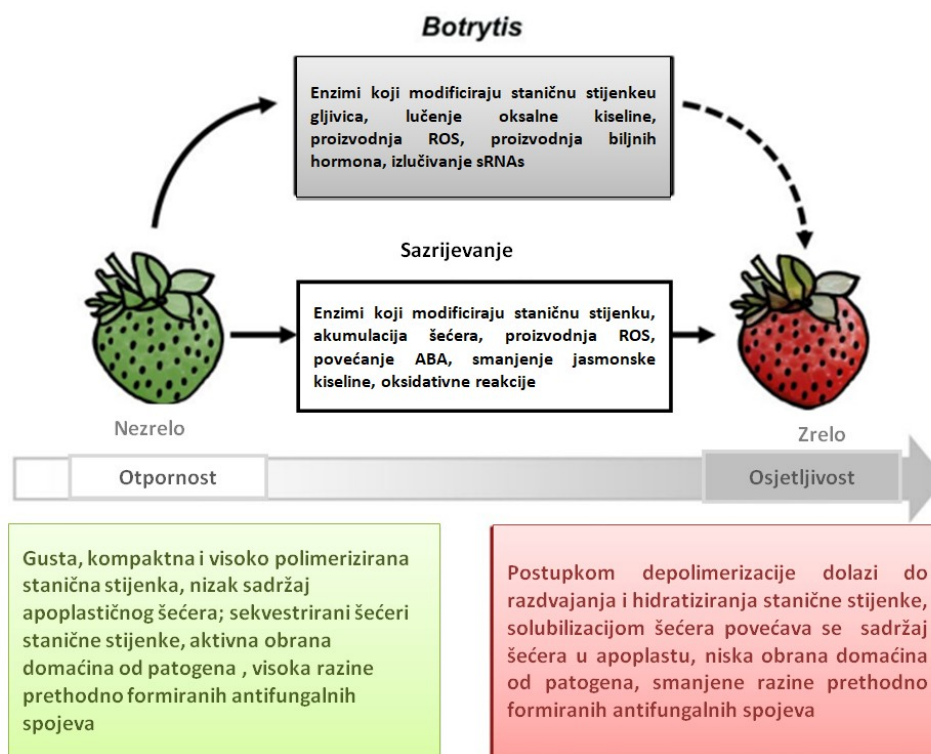 Botrytis
Enzimi koji modificiraju staničnu stijenkeu
gljivica, lučenje oksalne kiseline,
proizvodnja ROS, proizvodnja biljnih
hormona, izlučivanje sRNAs
Sazrijevanje
Enzimi koji modificiraju staničnu stijenku,
akumulacija šećera, proizvodnja ROS,
povećanje ABA, smanjenje jasmonske
kiseline, oksidativne reakcije
Nezrelo
Zrelo
Otpornost
Osjetljivost
Gusta, kompaktna i visoko polimerizirana
stanična stijenka, nizak sadržaj
apoplastičnog šećera; sekvestrirani šećeri
stanične stijenke, aktivna obrana
domaćina od patogena , visoka razine
prethodno formiranih antifungalnih
spojeva
Postupkom depolimerizacije dolazi do
razdvajanja i hidratiziranja stanične stijenke,
solubilizacijom šećera povećava se sadržaj
šećera u apoplastu, niska obrana domaćina
od patogena, smanjene razine prethodno
formiranih antifungalnih spojeva